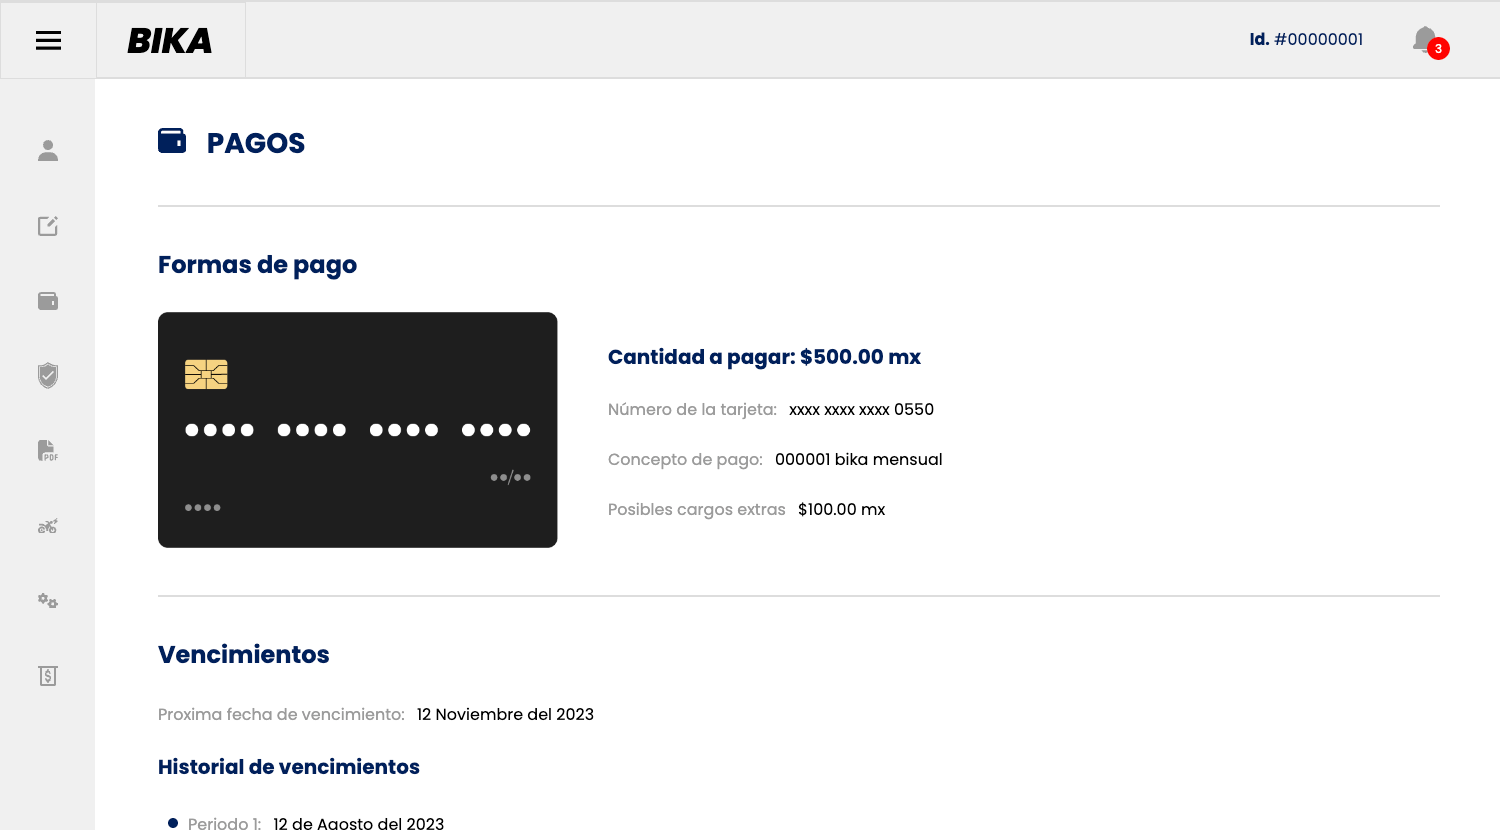 BIKA
Id. #00000001
3
PAGOS
Formas de pago
Cantidad a pagar: $500.00 mx
Número de la tarjeta: xxxx xxxx xxxx 0550
Concepto de pago: 000001 bika mensual
Posibles cargos extras $100.00 mx
PDF
Vencimientos
Proxima fecha de vencimiento: 12 Noviembre del 2023
Historial de vencimientos
Periodo 1: 12 de Agosto del 2023